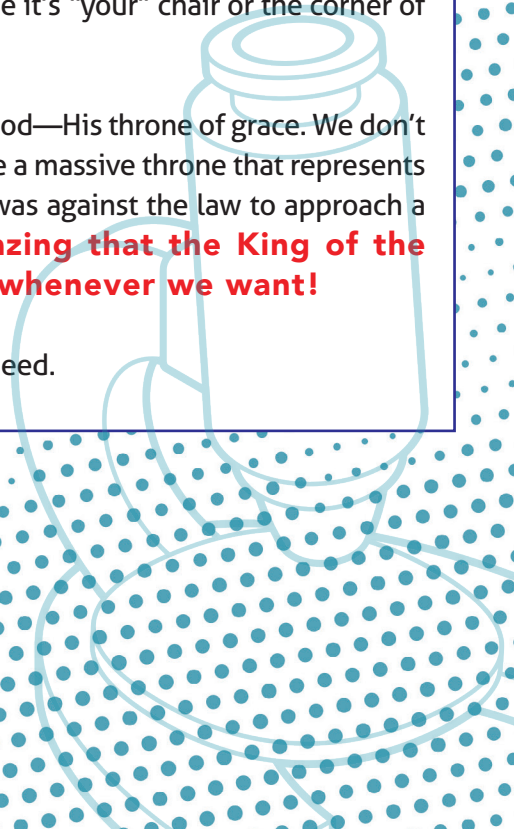 e it's "your" chair or the corner of
od—His throne of grace. We don't
e a massive throne that represents
was against the law to approach a
azing that the King of the
whenever we want!
eed.